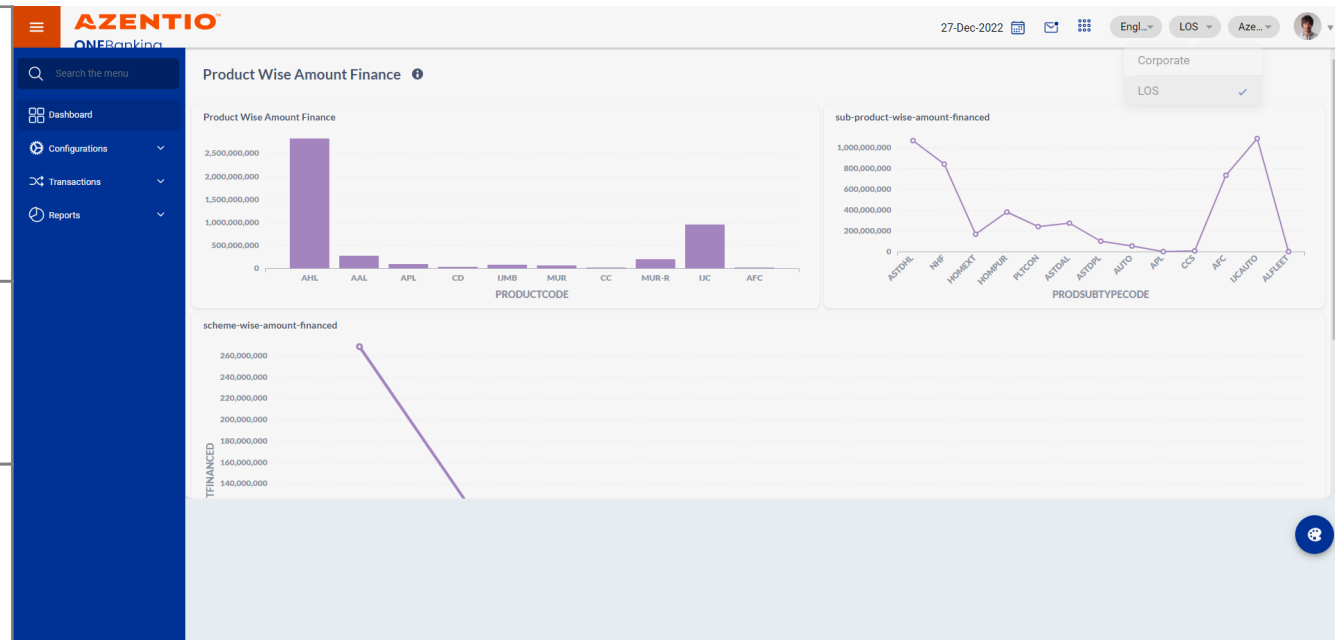 AZENTIO™
ONEBanking
27-Dec-2022
Engl...
LOS
Aze...
Corporate
LOS
Search the menu
Dashboard
Configurations
Transactions
Reports
Product Wise Amount Finance
Product Wise Amount Finance
2,500,000,000
2,000,000,000
1,500,000,000
1,000,000,000
500,000,000
0
AHL AAL APL CD IJMB MUR CC MUR-R IJC AFC
PRODUCTCODE
sub-product-wise-amount-financed
1,000,000,000
800,000,000
600,000,000
400,000,000
200,000,000
0
ASTDHL NHF HOMEXT HOMPUR PLTCON ASTDAL ASTDPL AUTO APL CCS AFC IJCAUTO ALFLEET
PRODSUBTYPECODE
scheme-wise-amount-financed
260,000,000
240,000,000
220,000,000
200,000,000
180,000,000
160,000,000
140,000,000
TFINANCED